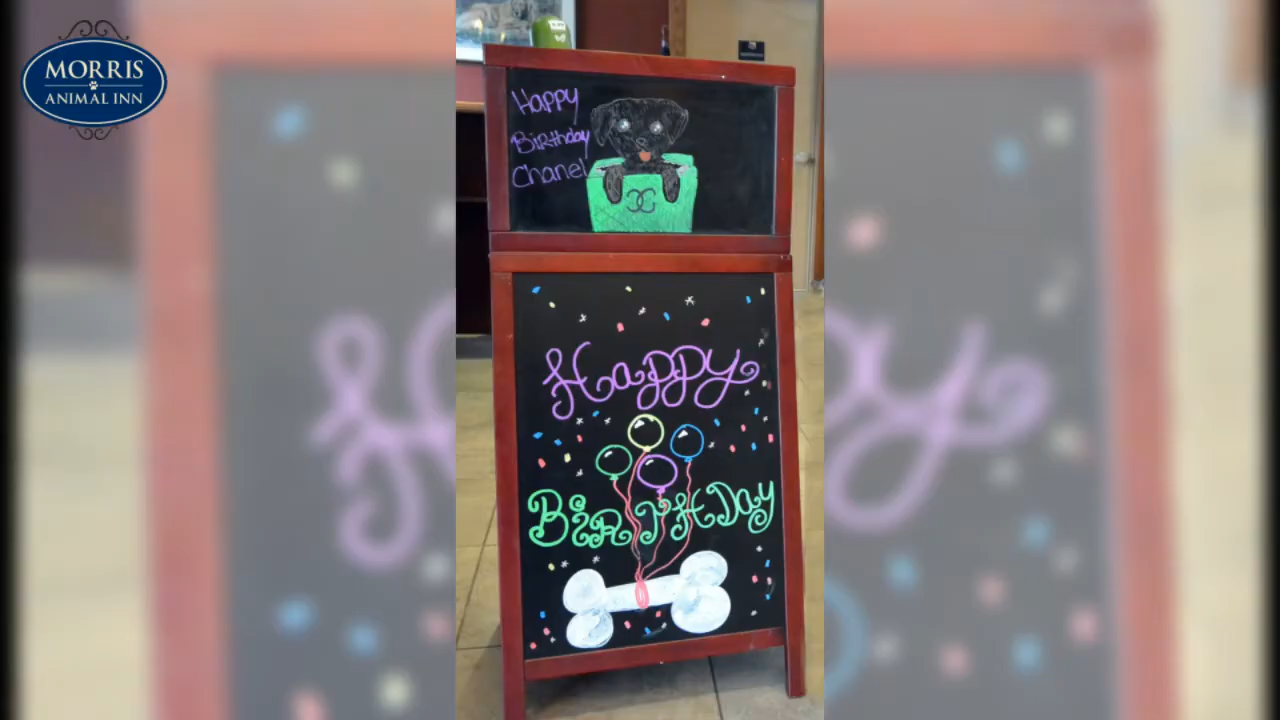 MORRIS
ANIMAL INN
Happy
Birthday
Chanel
Happy
BiRTHDay